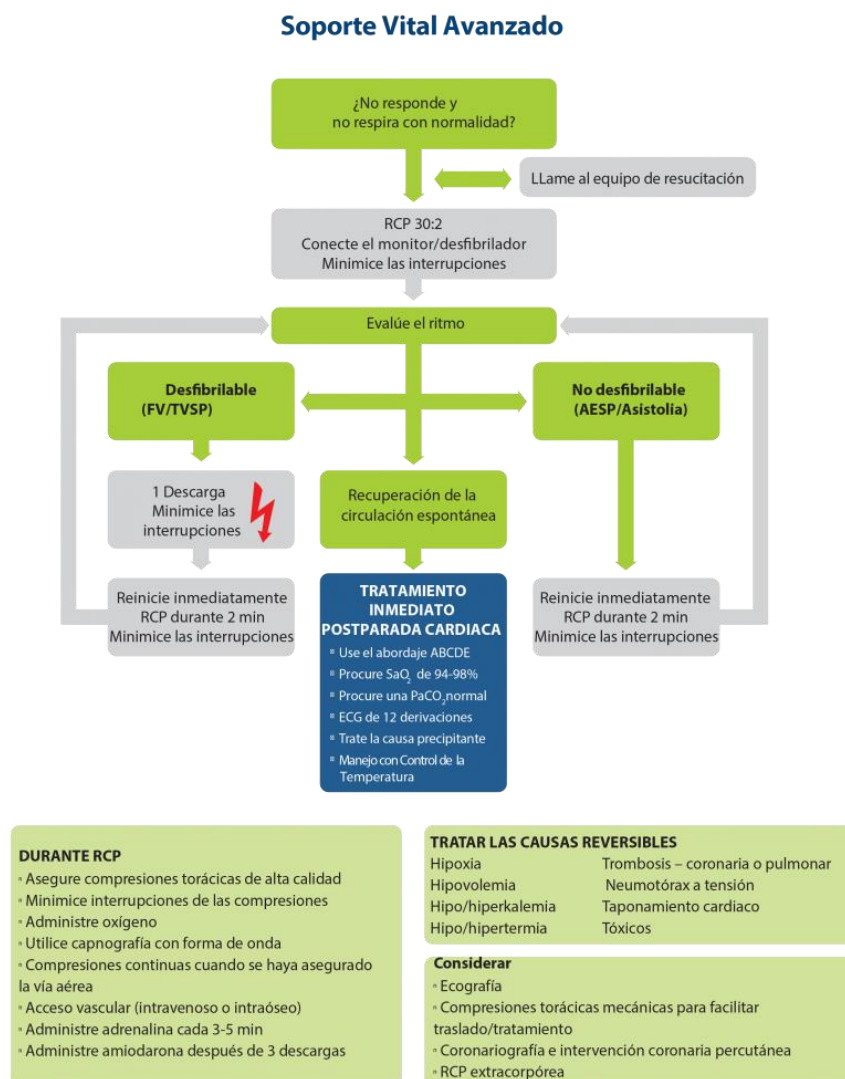 Soporte Vital Avanzado
¿No responde y
no respira con normalidad?
LLame al equipo de resucitación
RCP 30:2
Conecte el monitor/desfibrilador
Minimice las interrupciones
Evalúe el ritmo
Desfibrilable
(FV/TVSP)
No desfibrilable
(AESP/Asistolia)
1 Descarga
Minimice las
interrupciones
Recuperación de la
circulación espontánea
Reinicie inmediatamente
RCP durante 2 min
Minimice las interrupciones
TRATAMIENTO
INMEDIATO
POSTPARADA CARDIACA
▫ Use el abordaje ABCDE
▫ Procure SaO₂ de 94-98%
▫ Procure una PaCO₂normal
▫ ECG de 12 derivaciones
▫ Trate la causa precipitante
▫ Manejo con Control de la
Temperatura
Reinicie inmediatamente
RCP durante 2 min
Minimice las interrupciones
DURANTE RCP
▫ Asegure compresiones torácicas de alta calidad
▫ Minimice interrupciones de las compresiones
▫ Administre oxígeno
▫ Utilice capnografía con forma de onda
▫ Compresiones continuas cuando se haya asegurado
la vía aérea
▫ Acceso vascular (intravenoso o intraóseo)
▫ Administre adrenalina cada 3-5 min
▫ Administre amiodarona después de 3 descargas
TRATAR LAS CAUSAS REVERSIBLES
Hipoxia Trombosis – coronaria o pulmonar
Hipovolemia Neumotórax a tensión
Hipo/hiperkalemia Taponamiento cardiaco
Hipo/hipertermia Tóxicos
Considerar
▫ Ecografía
▫ Compresiones torácicas mecánicas para facilitar
traslado/tratamiento
▫ Coronariografía e intervención coronaria percutánea
▫ RCP extracorpórea